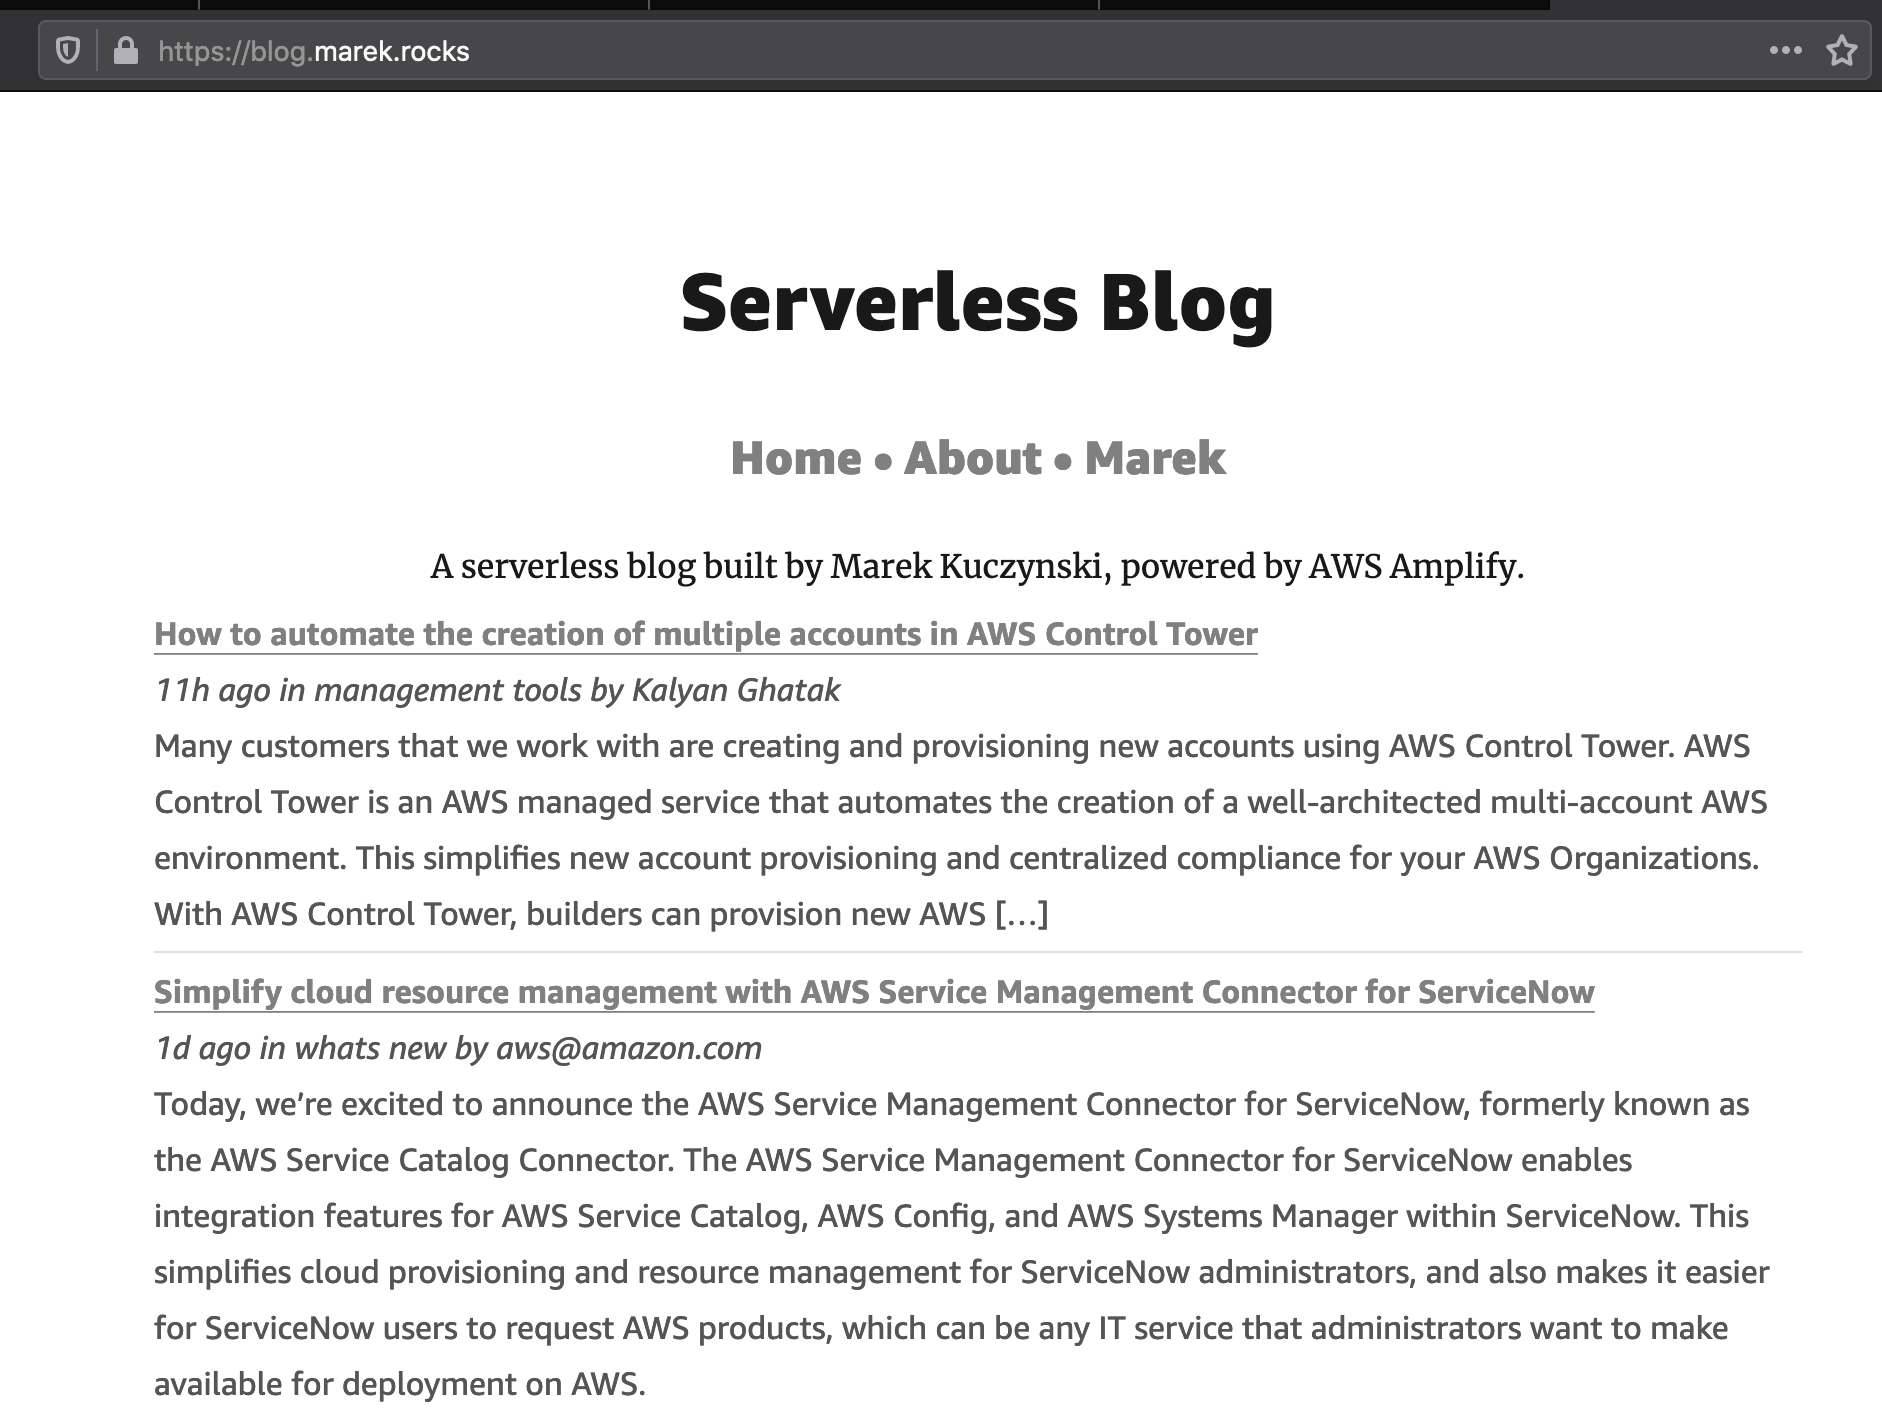 https://blog.marek.rocks
Serverless Blog
Home • About • Marek
A serverless blog built by Marek Kuczynski, powered by AWS Amplify.
How to automate the creation of multiple accounts in AWS Control Tower
11h ago in management tools by Kalyan Ghatak
Many customers that we work with are creating and provisioning new accounts using AWS Control Tower. AWS
Control Tower is an AWS managed service that automates the creation of a well-architected multi-account AWS
environment. This simplifies new account provisioning and centralized compliance for your AWS Organizations.
With AWS Control Tower, builders can provision new AWS […]
Simplify cloud resource management with AWS Service Management Connector for ServiceNow
1d ago in whats new by aws@amazon.com
Today, we’re excited to announce the AWS Service Management Connector for ServiceNow, formerly known as
the AWS Service Catalog Connector. The AWS Service Management Connector for ServiceNow enables
integration features for AWS Service Catalog, AWS Config, and AWS Systems Manager within ServiceNow. This
simplifies cloud provisioning and resource management for ServiceNow administrators, and also makes it easier
for ServiceNow users to request AWS products, which can be any IT service that administrators want to make
available for deployment on AWS.